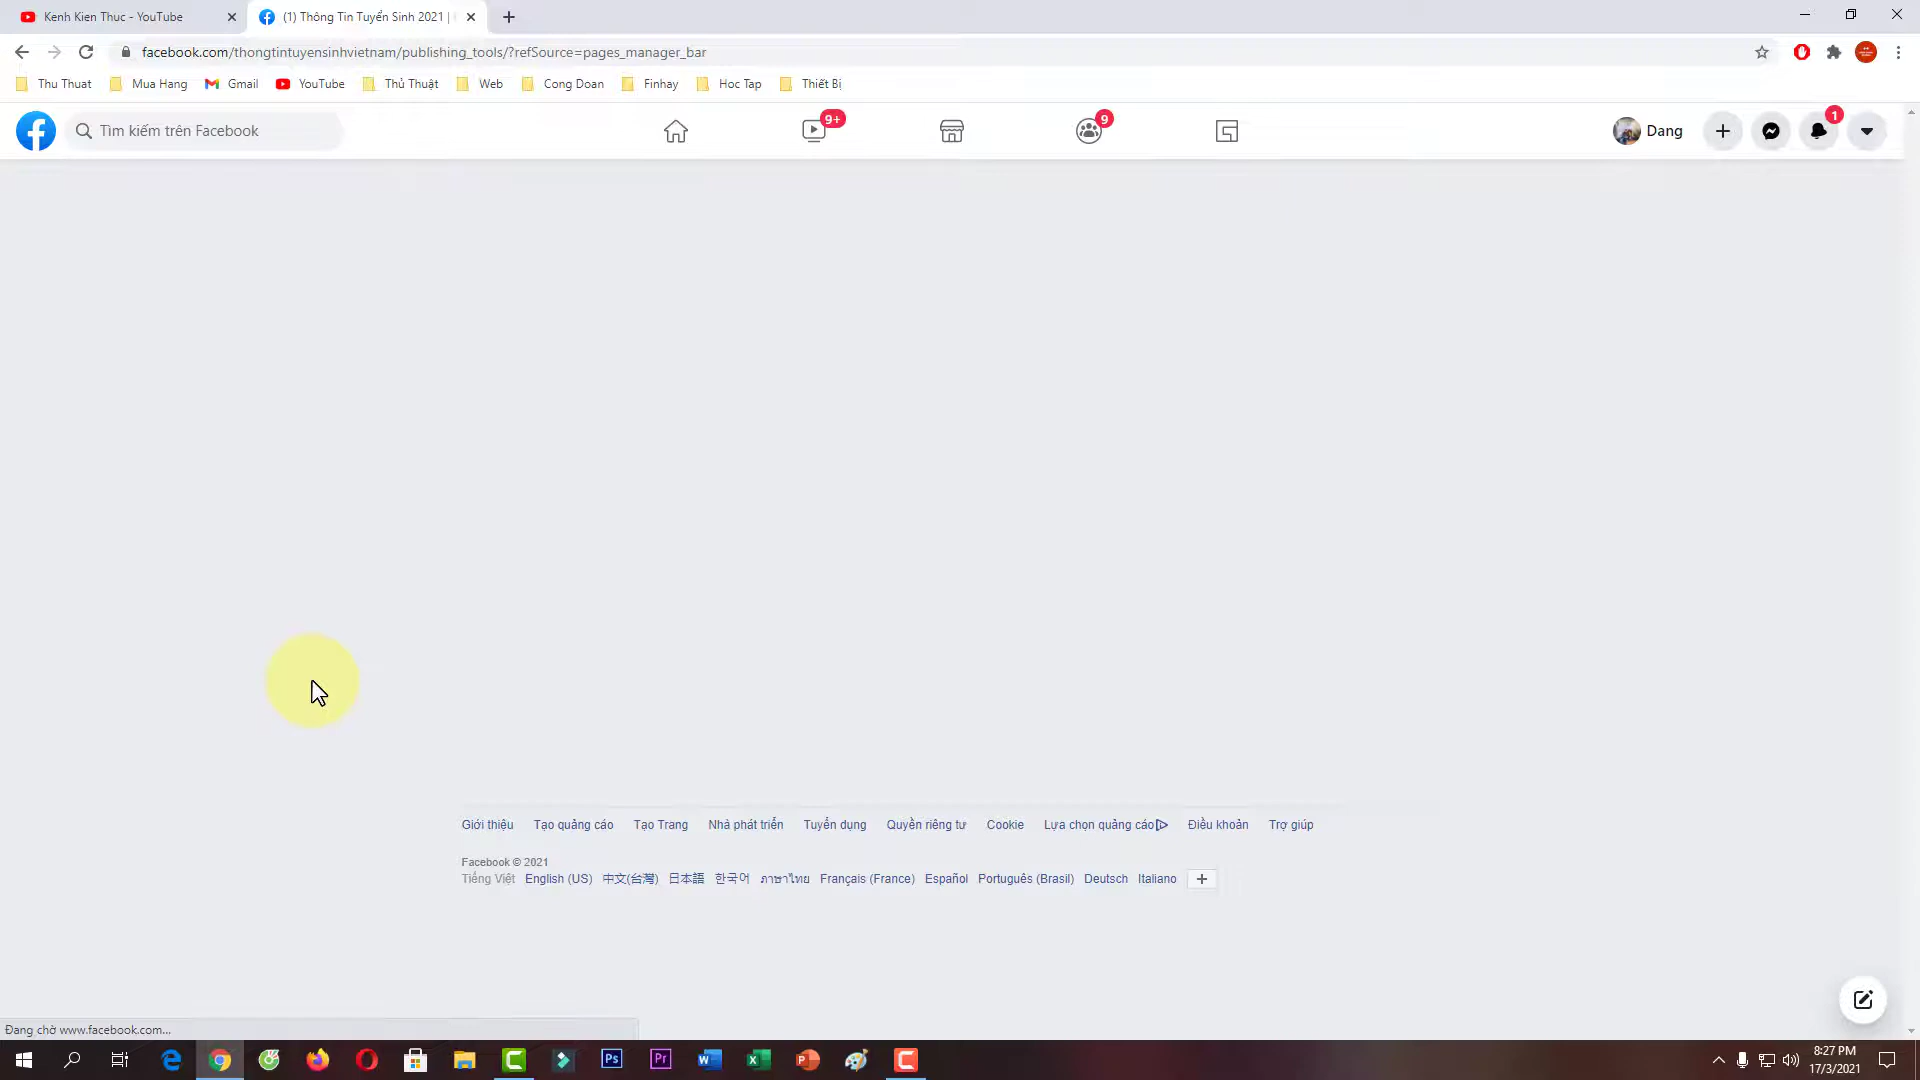 Kenh Kien Thuc - YouTube
(1) Thông Tin Tuyển Sinh 2021 |
facebook.com/thongtintuyensinhvietnam/publishing_tools/?refSource=pages_manager_bar
Thu Thuat Mua Hang Gmail YouTube Thủ Thuật Web Cong Doan Finhay Hoc Tap Thiết Bị
Tìm kiếm trên Facebook 9+ 9 Dang 1
Giới thiệu Tạo quảng cáo Tạo Trang Nhà phát triển Tuyển dụng Quyền riêng tư Cookie Lựa chọn quảng cáo Điều khoản Trợ giúp
Facebook © 2021
Tiếng Việt English (US) 中文(台灣) 日本語 한국어 ภาษาไทย Français (France) Español Português (Brasil) Deutsch Italiano
Đang chờ www.facebook.com...
Ps Pr
8:27 PM
17/3/2021